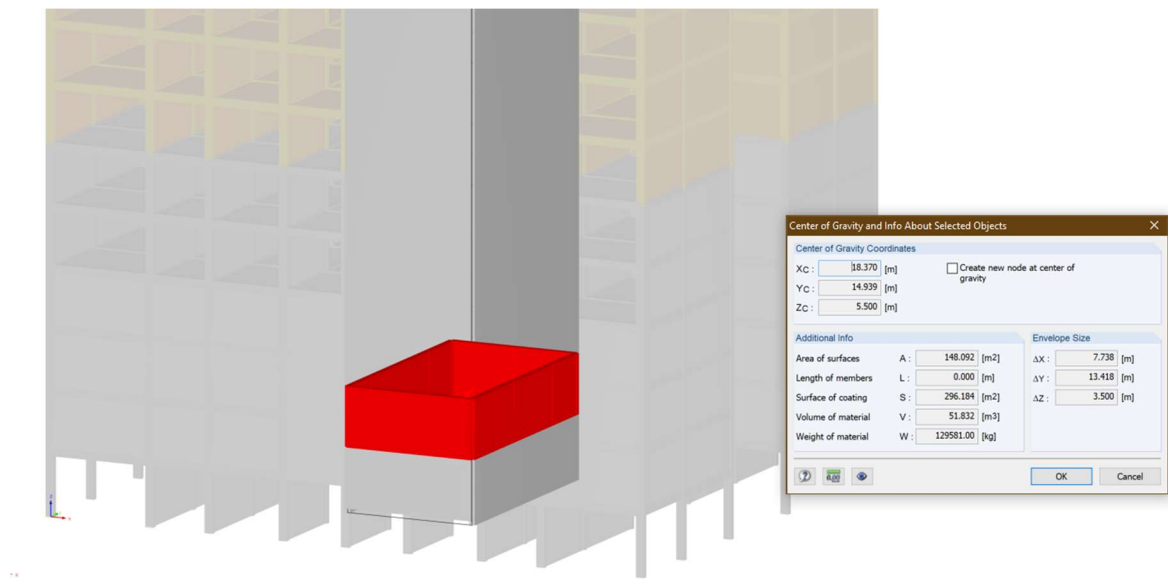 Center of Gravity and Info About Selected Objects
Center of Gravity Coordinates
XC : 18.370 [m]
Create new node at center of
gravity
YC : 14.939 [m]
ZC : 5.500 [m]
Additional Info
Envelope Size
Area of surfaces A : 148.092 [m2]
ΔX : 7.738 [m]
Length of members L : 0.000 [m]
ΔY : 13.418 [m]
Surface of coating S : 296.184 [m2]
ΔZ : 3.500 [m]
Volume of material V : 51.832 [m3]
Weight of material W : 129581.00 [kg]
0.00
OK
Cancel